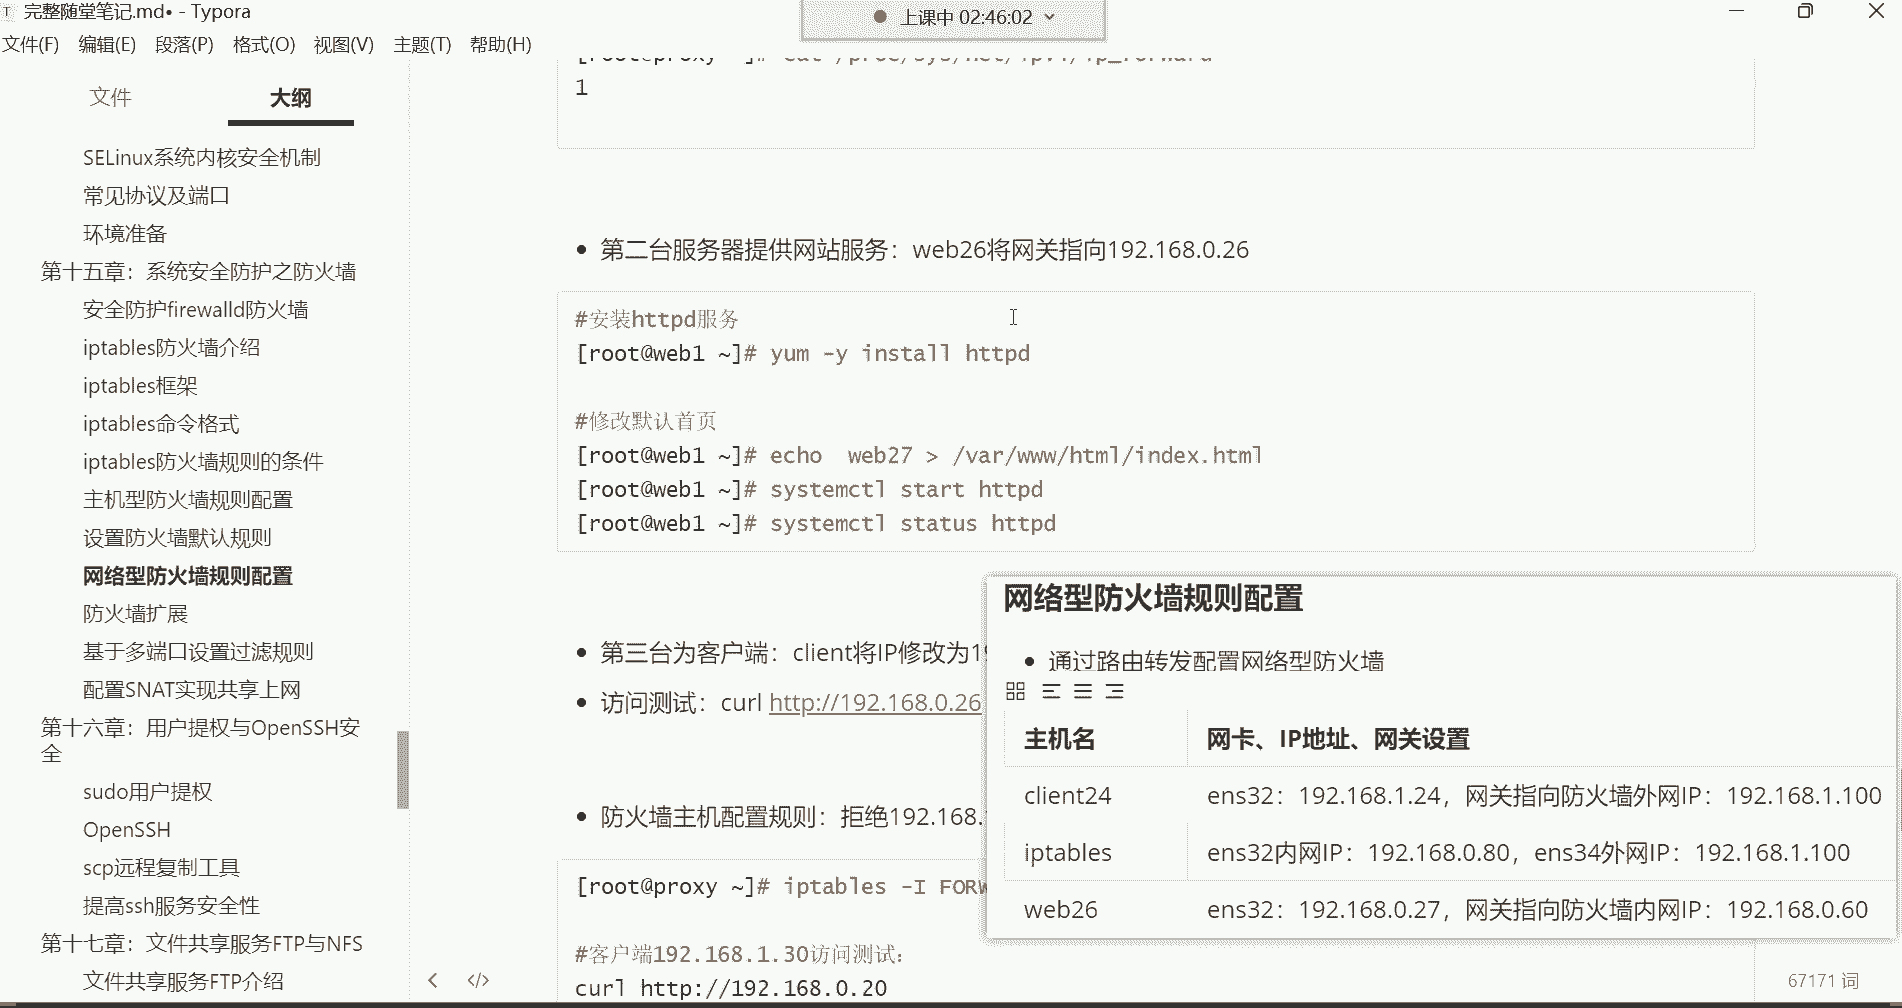 完整随堂笔记.md• - Typora
上课中 02:46:02
文件(F) 编辑(E) 段落(P) 格式(O) 视图(V) 主题(T) 帮助(H)
文件 大纲
SELinux系统内核安全机制
常见协议及端口
环境准备
第十五章：系统安全防护之防火墙
安全防护firewalld防火墙
iptables防火墙介绍
iptables框架
iptables命令格式
iptables防火墙规则的条件
主机型防火墙规则配置
设置防火墙默认规则
网络型防火墙规则配置
防火墙扩展
基于多端口设置过滤规则
配置SNAT实现共享上网
第十六章：用户提权与OpenSSH安
全
sudo用户提权
OpenSSH
scp远程复制工具
提高ssh服务安全性
第十七章：文件共享服务FTP与NFS
文件共享服务FTP介绍
[root@proxy ~]# cat /proc/sys/net/ipv4/ip_forward
1
第二台服务器提供网站服务：web26将网关指向192.168.0.26
#安装httpd服务
[root@web1 ~]# yum -y install httpd
#修改默认首页
[root@web1 ~]# echo  web27 > /var/www/html/index.html
[root@web1 ~]# systemctl start httpd
[root@web1 ~]# systemctl status httpd
第三台为客户端：client将IP修改为19
访问测试：curl http://192.168.0.26
防火墙主机配置规则：拒绝192.168.
[root@proxy ~]# iptables -I FORW
#客户端192.168.1.30访问测试：
curl http://192.168.0.20
网络型防火墙规则配置
通过路由转发配置网络型防火墙
主机名 网卡、IP地址、网关设置
client24 ens32：192.168.1.24，网关指向防火墙外网IP：192.168.1.100
iptables ens32内网IP：192.168.0.80，ens34外网IP：192.168.1.100
web26 ens32：192.168.0.27，网关指向防火墙内网IP：192.168.0.60
67171 词